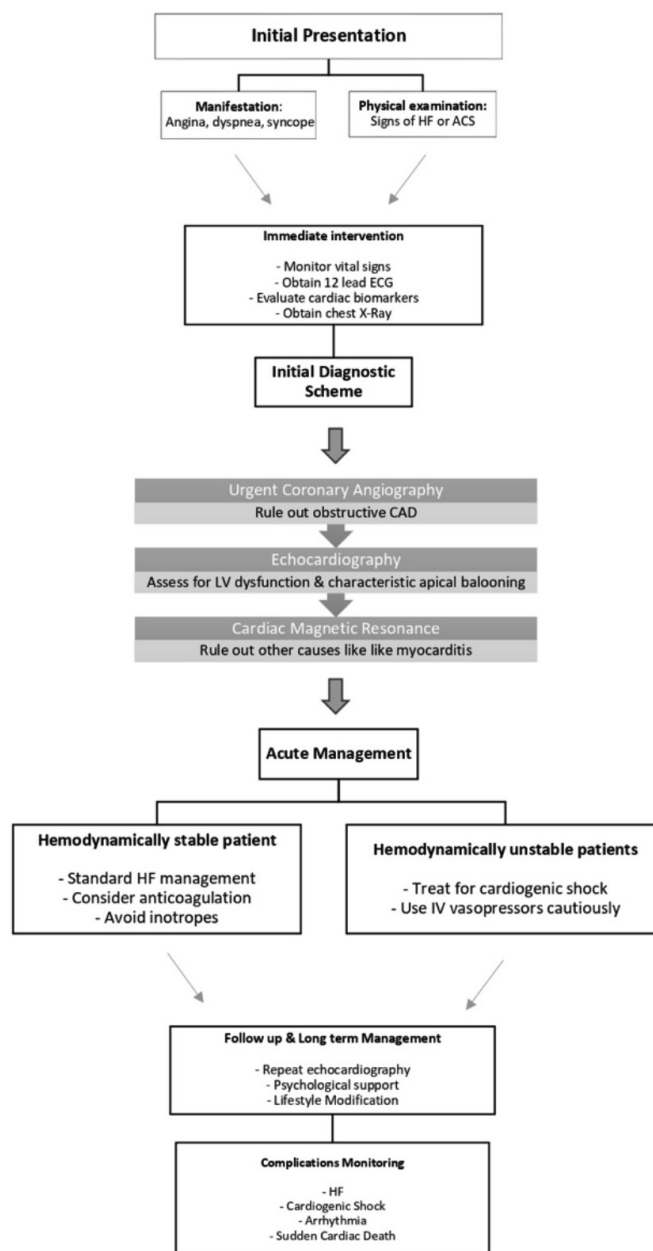 Initial Presentation
Manifestation:
Angina, dyspnea, syncope
Physical examination:
Signs of HF or ACS
Immediate intervention
- Monitor vital signs
- Obtain 12 lead ECG
- Evaluate cardiac biomarkers
- Obtain chest X-Ray
Initial Diagnostic
Scheme
Urgent Coronary Angiography
Rule out obstructive CAD
Echocardiography
Assess for LV dysfunction & characteristic apical balooning
Cardiac Magnetic Resonance
Rule out other causes like like myocarditis
Acute Management
Hemodynamically stable patient
- Standard HF management
- Consider anticoagulation
- Avoid inotropes
Hemodynamically unstable patients
- Treat for cardiogenic shock
- Use IV vasopressors cautiously
Follow up & Long term Management
- Repeat echocardiography
- Psychological support
- Lifestyle Modification
Complications Monitoring
- HF
- Cardiogenic Shock
- Arrhythmia
- Sudden Cardiac Death